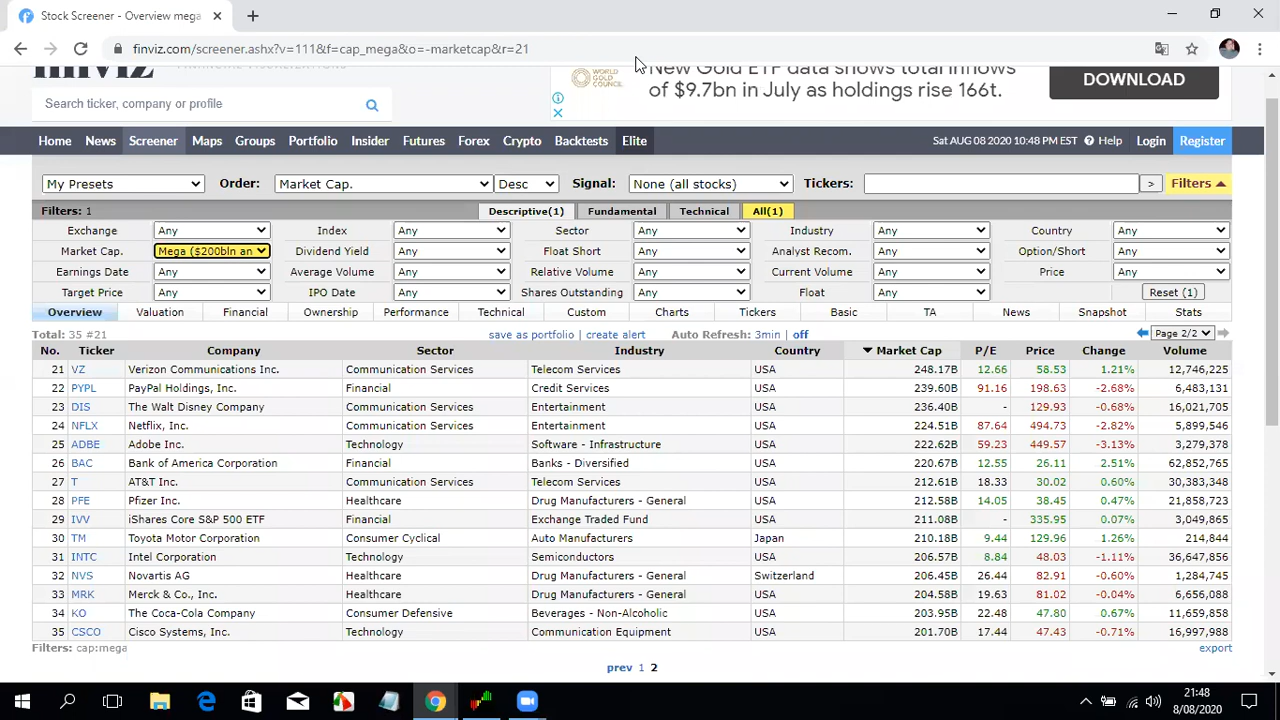 Stock Screener - Overview mega
finviz.com/screener.ashx?v=111&f=cap_mega&o=-marketcap&r=21
finviz
WORLD GOLD COUNCIL
New Gold ETF data shows total inflows
of $9.7bn in July as holdings rise 166t.
DOWNLOAD
Search ticker, company or profile
Home News Screener Maps Groups Portfolio Insider Futures Forex Crypto Backtests Elite Sat AUG 08 2020 10:48 PM EST Help Login Register
My Presets Order: Market Cap. Desc Signal: None (all stocks) Tickers: > Filters
Filters: 1 Descriptive(1) Fundamental Technical All(1)
Exchange Any Index Any Sector Any Industry Any Country Any
Market Cap. Mega ($200bln an Dividend Yield Any Float Short Any Analyst Recom. Any Option/Short Any
Earnings Date Any Average Volume Any Relative Volume Any Current Volume Any Price Any
Target Price Any IPO Date Any Shares Outstanding Any Float Any Reset (1)
Overview Valuation Financial Ownership Performance Technical Custom Charts Tickers Basic TA News Snapshot Stats
Total: 35 #21 save as portfolio | create alert Auto Refresh: 3min | off Page 2/2
No. Ticker Company Sector Industry Country Market Cap P/E Price Change Volume
21 VZ Verizon Communications Inc. Communication Services Telecom Services USA 248.17B 12.66 58.53 1.21% 12,746,225
22 PYPL PayPal Holdings, Inc. Financial Credit Services USA 239.60B 91.16 198.63 -2.68% 6,483,131
23 DIS The Walt Disney Company Communication Services Entertainment USA 236.40B - 129.93 -0.68% 16,021,705
24 NFLX Netflix, Inc. Communication Services Entertainment USA 224.51B 87.64 494.73 -2.82% 5,899,546
25 ADBE Adobe Inc. Technology Software - Infrastructure USA 222.62B 59.23 449.57 -3.13% 3,279,378
26 BAC Bank of America Corporation Financial Banks - Diversified USA 220.67B 12.55 26.11 2.51% 62,852,765
27 T AT&T Inc. Communication Services Telecom Services USA 212.61B 18.33 30.02 0.60% 30,383,348
28 PFE Pfizer Inc. Healthcare Drug Manufacturers - General USA 212.58B 14.05 38.45 0.47% 21,858,723
29 IVV iShares Core S&P 500 ETF Financial Exchange Traded Fund USA 211.08B - 335.95 0.07% 3,049,865
30 TM Toyota Motor Corporation Consumer Cyclical Auto Manufacturers Japan 210.18B 9.44 129.96 1.26% 214,844
31 INTC Intel Corporation Technology Semiconductors USA 206.57B 8.84 48.03 -1.11% 36,647,856
32 NVS Novartis AG Healthcare Drug Manufacturers - General Switzerland 206.45B 26.44 82.91 -0.60% 1,284,745
33 MRK Merck & Co., Inc. Healthcare Drug Manufacturers - General USA 204.58B 19.63 81.02 -0.04% 6,656,088
34 KO The Coca-Cola Company Consumer Defensive Beverages - Non-Alcoholic USA 203.95B 22.48 47.80 0.67% 11,659,858
35 CSCO Cisco Systems, Inc. Technology Communication Equipment USA 201.70B 17.44 47.43 -0.71% 16,997,988
Filters: cap:mega export
prev 1 2
21:48
8/08/2020